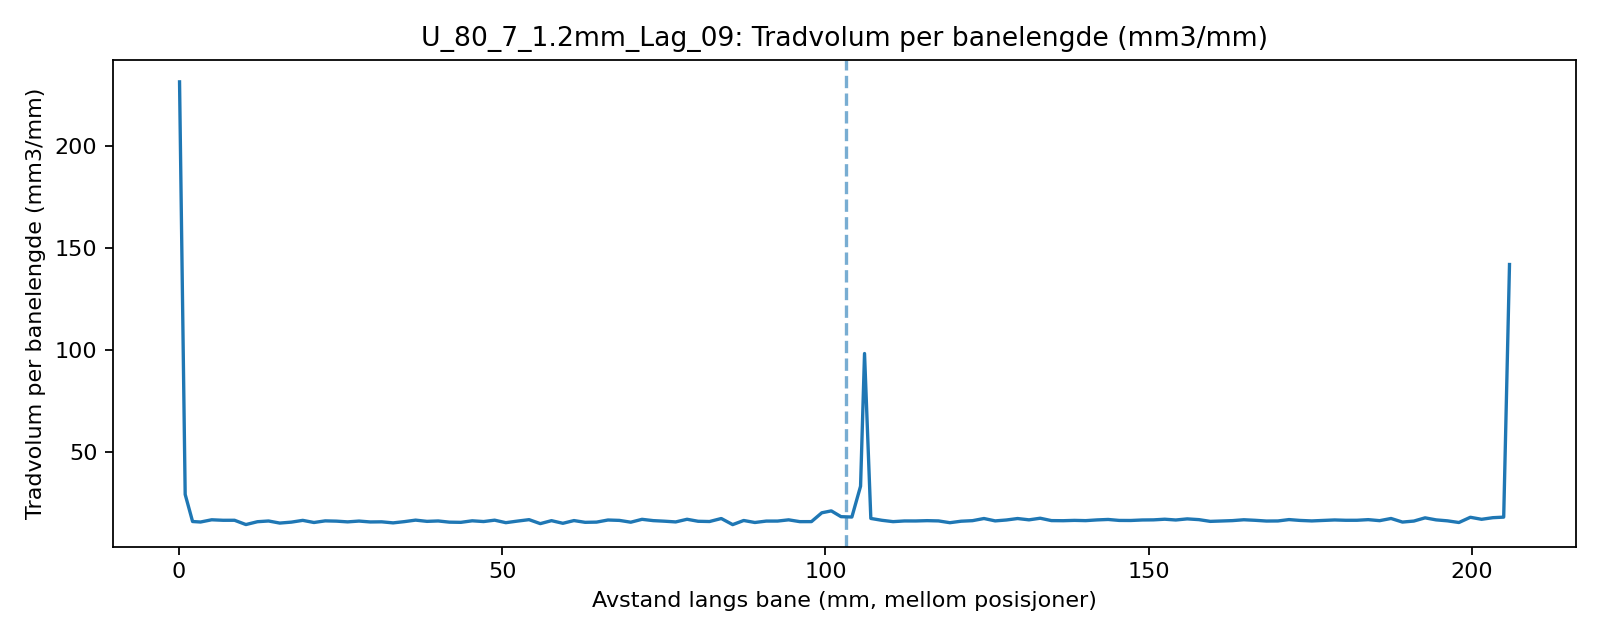 U_80_7_1.2mm_Lag_09: Tradvolum per banelengde (mm3/mm)
Tradvolum per banelengde (mm3/mm)
200
150
100
50
0 50 100 150 200
Avstand langs bane (mm, mellom posisjoner)